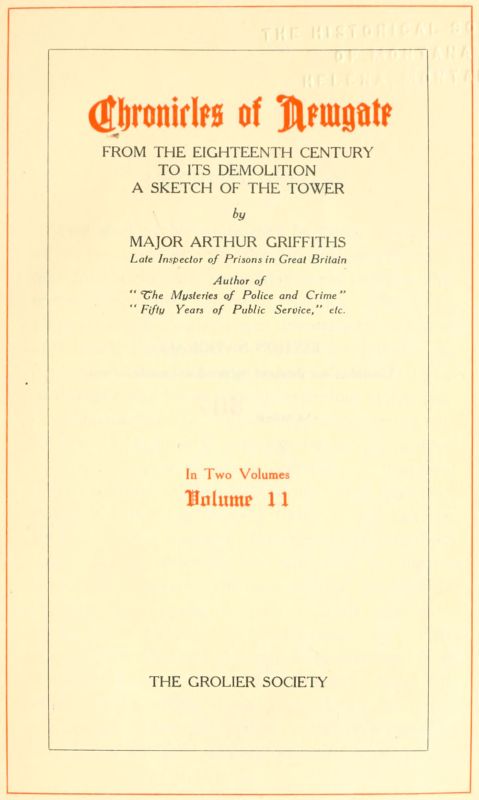 THE HISTORICAL SO
OF MONTANA
HELENA, MONTA
Chronicles of Newgate
FROM THE EIGHTEENTH CENTURY
TO ITS DEMOLITION
A SKETCH OF THE TOWER
by
MAJOR ARTHUR GRIFFITHS
Late Inspector of Prisons in Great Britain
Author of
"The Mysteries of Police and Crime"
"Fifty Years of Public Service," etc.
In Two Volumes
Volume 11
THE GROLIER SOCIETY